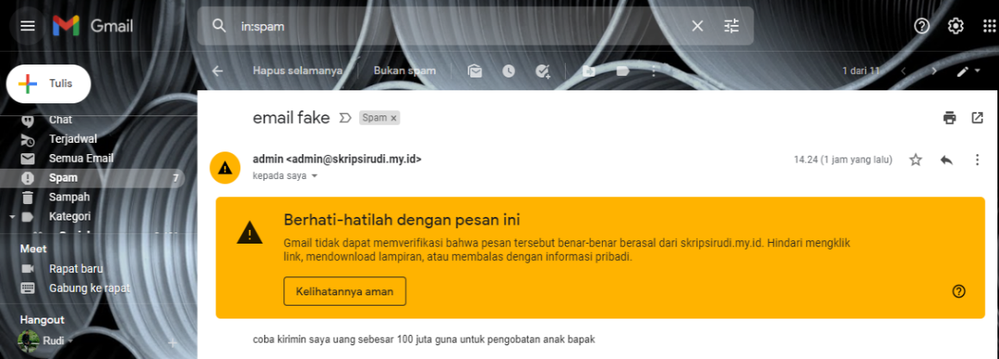 Gmail
in:spam
Tulis
Hapus selamanya
Bukan spam
1 dari 11
Chat
Terjadwal
Semua Email
Spam 7
Sampah
Kategori
Meet
Rapat baru
Gabung ke rapat
Hangout
Rudi
email fake
Spam ×
admin <admin@skripsirudi.my.id>
14.24 (1 jam yang lalu)
kepada saya
Berhati-hatilah dengan pesan ini
Gmail tidak dapat memverifikasi bahwa pesan tersebut benar-benar berasal dari skripsirudi.my.id. Hindari mengklik
link, mendownload lampiran, atau membalas dengan informasi pribadi.
Kelihatannya aman
coba kirimin saya uang sebesar 100 juta guna untuk pengobatan anak bapak